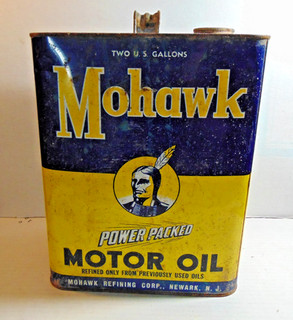 TWO U.S. GALLONS
Mohawk
POWER PACKED
MOTOR OIL
REFINED ONLY FROM PREVIOUSLY USED OILS
MOHAWK REFINING CORP., NEWARK, N. J.